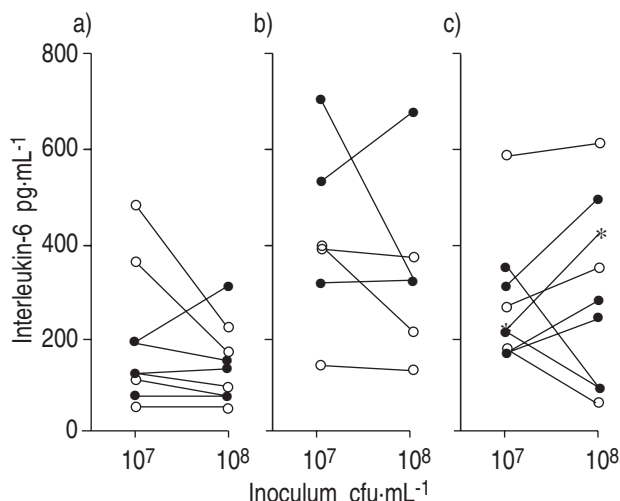 a) b) c)
Interleukin-6 pg·mL-1
800
600
400
200
0
10⁷ 10⁸ 10⁷ 10⁸ 10⁷ 10⁸
Inoculum cfu·mL-1